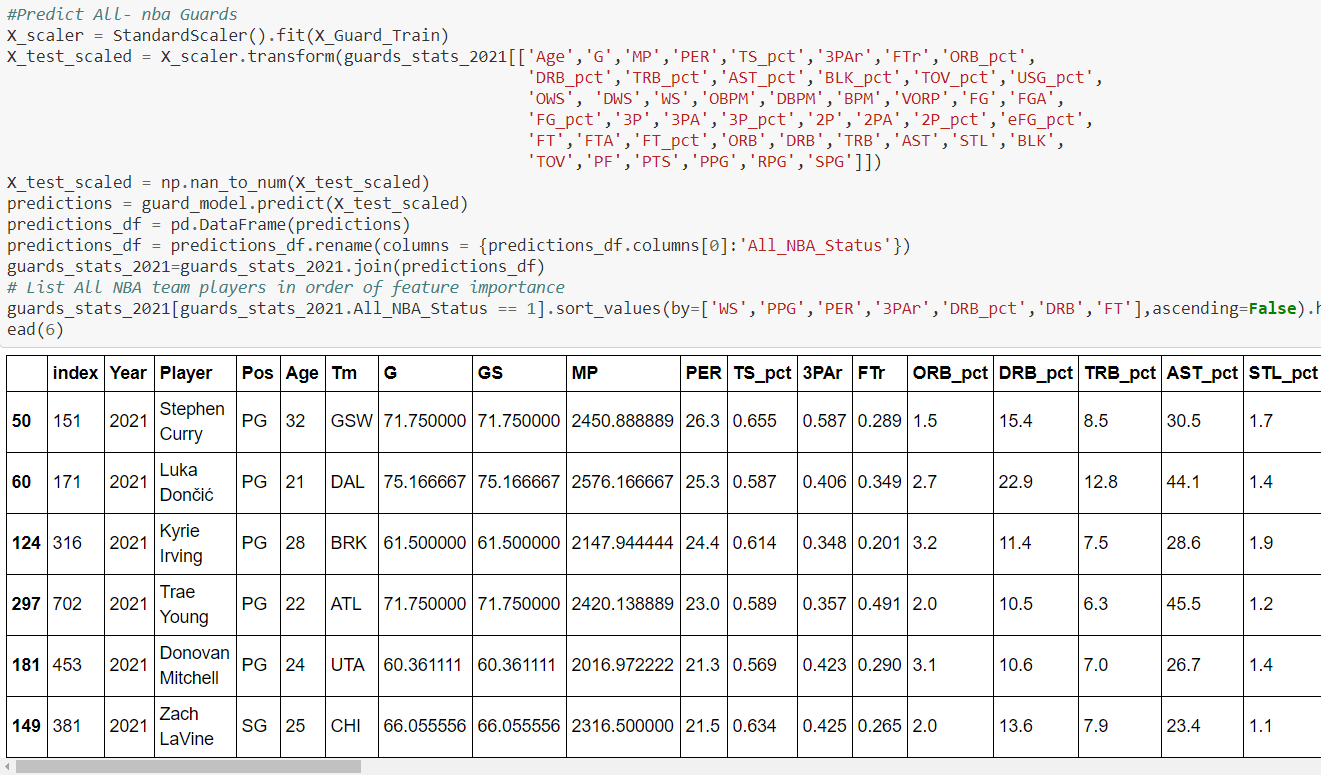 #Predict All- nba Guards
X_scaler = StandardScaler().fit(X_Guard_Train)
X_test_scaled = X_scaler.transform(guards_stats_2021[['Age','G','MP','PER','TS_pct','3PAr','FTr','ORB_pct',
'DRB_pct','TRB_pct','AST_pct','BLK_pct','TOV_pct','USG_pct',
'OWS', 'DWS','WS','OBPM','DBPM','BPM','VORP','FG','FGA',
'FG_pct','3P','3PA','3P_pct','2P','2PA','2P_pct','eFG_pct',
'FT','FTA','FT_pct','ORB','DRB','TRB','AST','STL','BLK',
'TOV','PF','PTS','PPG','RPG','SPG']])
X_test_scaled = np.nan_to_num(X_test_scaled)
predictions = guard_model.predict(X_test_scaled)
predictions_df = pd.DataFrame(predictions)
predictions_df = predictions_df.rename(columns = {predictions_df.columns[0]:'All_NBA_Status'})
guards_stats_2021=guards_stats_2021.join(predictions_df)
# List All NBA team players in order of feature importance
guards_stats_2021[guards_stats_2021.All_NBA_Status == 1].sort_values(by=['WS','PPG','PER','3PAr','DRB_pct','DRB','FT'],ascending=False).h
ead(6)
index Year Player Pos Age Tm G GS MP PER TS_pct 3PAr FTr ORB_pct DRB_pct TRB_pct AST_pct STL_pct
50 151 2021 Stephen Curry PG 32 GSW 71.750000 71.750000 2450.888889 26.3 0.655 0.587 0.289 1.5 15.4 8.5 30.5 1.7
60 171 2021 Luka Dončić PG 21 DAL 75.166667 75.166667 2576.166667 25.3 0.587 0.406 0.349 2.7 22.9 12.8 44.1 1.4
124 316 2021 Kyrie Irving PG 28 BRK 61.500000 61.500000 2147.944444 24.4 0.614 0.348 0.201 3.2 11.4 7.5 28.6 1.9
297 702 2021 Trae Young PG 22 ATL 71.750000 71.750000 2420.138889 23.0 0.589 0.357 0.491 2.0 10.5 6.3 45.5 1.2
181 453 2021 Donovan Mitchell PG 24 UTA 60.361111 60.361111 2016.972222 21.3 0.569 0.423 0.290 3.1 10.6 7.0 26.7 1.4
149 381 2021 Zach LaVine SG 25 CHI 66.055556 66.055556 2316.500000 21.5 0.634 0.425 0.265 2.0 13.6 7.9 23.4 1.1